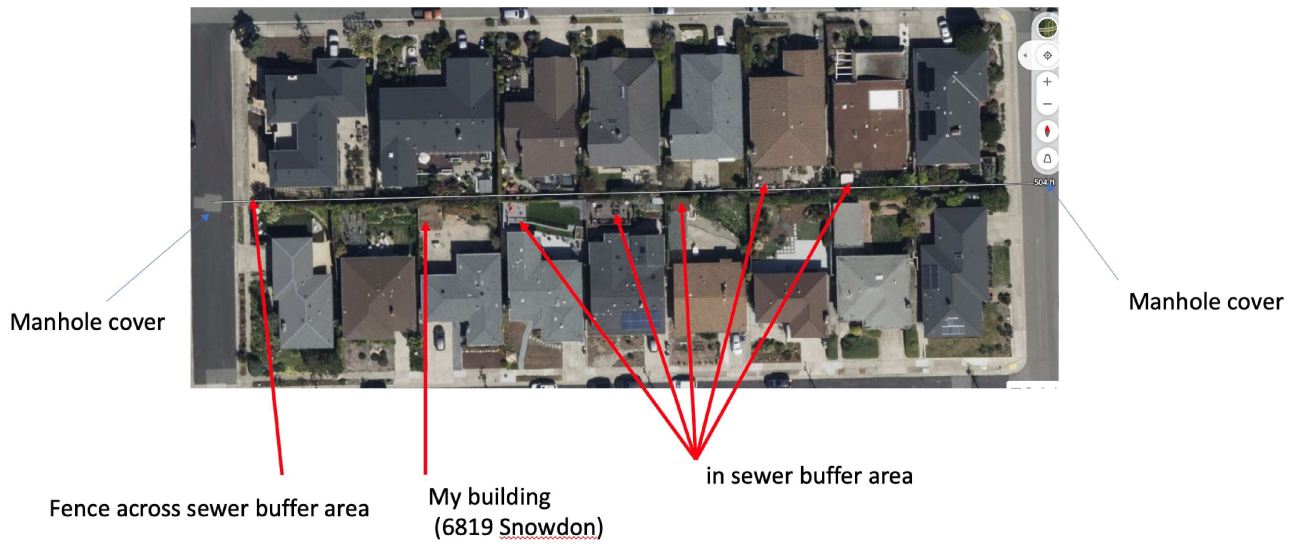 504 ft
Manhole cover
Manhole cover
in sewer buffer area
Fence across sewer buffer area
My building
(6819 Snowdon)